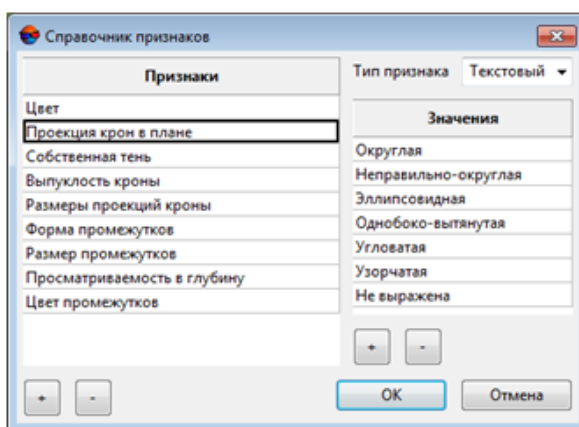 Справочник признаков
Признаки
Цвет
Проекция крон в плане
Собственная тень
Выпуклость кроны
Размеры проекций кроны
Форма промежутков
Размер промежутков
Просматриваемость в глубину
Цвет промежутков
+ -
Тип признака Текстовый
Значения
Округлая
Неправильно-округлая
Эллипсовидная
Однобоко-вытянутая
Угловатая
Узорчатая
Не выражена
+ -
ОК Отмена